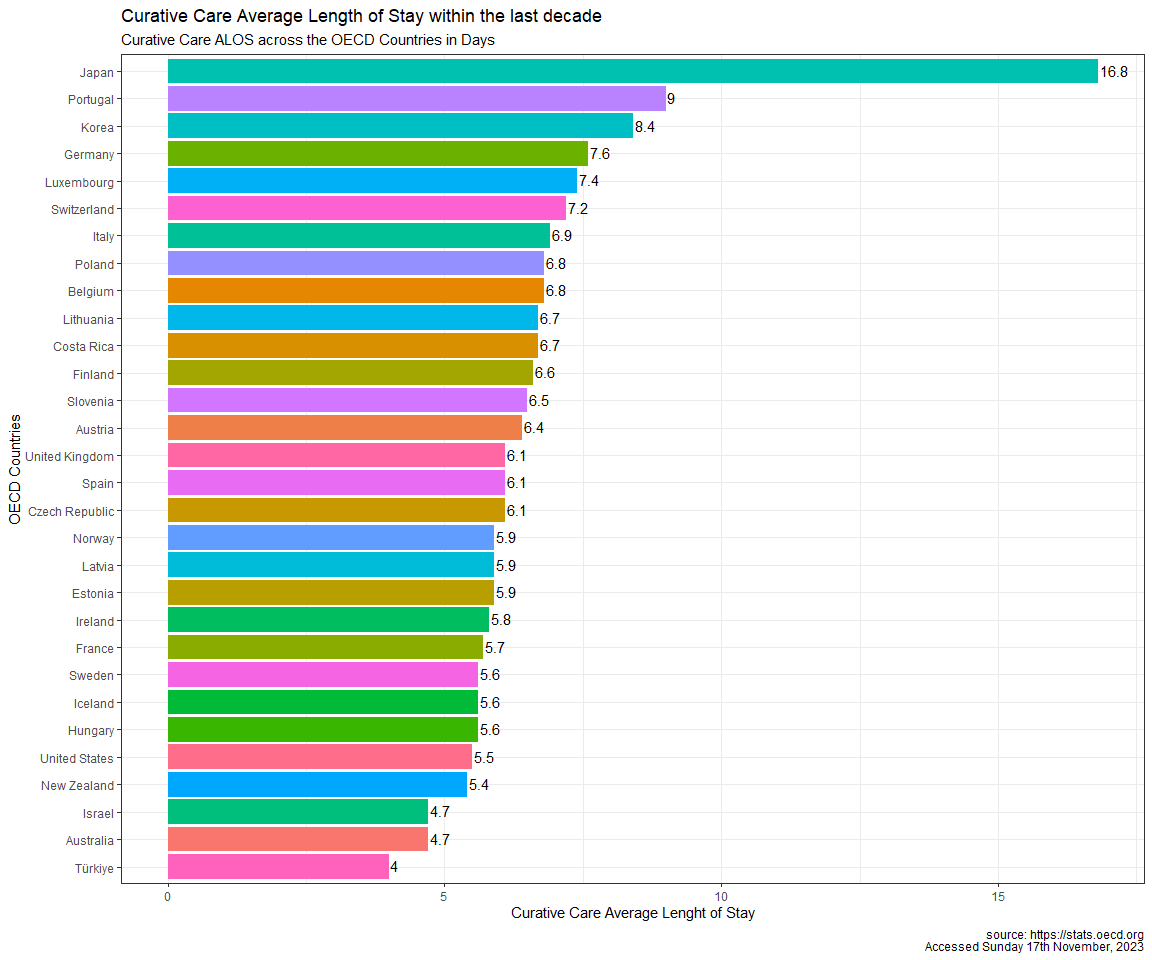 Curative Care Average Length of Stay within the last decade
Curative Care ALOS across the OECD Countries in Days
OECD Countries
Japan 16.8
Portugal 9
Korea 8.4
Germany 7.6
Luxembourg 7.4
Switzerland 7.2
Italy 6.9
Poland 6.8
Belgium 6.8
Lithuania 6.7
Costa Rica 6.7
Finland 6.6
Slovenia 6.5
Austria 6.4
United Kingdom 6.1
Spain 6.1
Czech Republic 6.1
Norway 5.9
Latvia 5.9
Estonia 5.9
Ireland 5.8
France 5.7
Sweden 5.6
Iceland 5.6
Hungary 5.6
United States 5.5
New Zealand 5.4
Israel 4.7
Australia 4.7
Türkiye 4
0 5 10 15
Curative Care Average Lenght of Stay
source: https://stats.oecd.org
Accessed Sunday 17th November, 2023